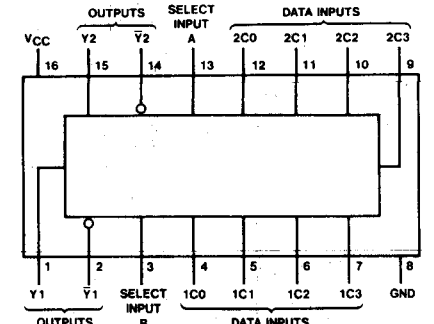 OUTPUTS SELECT INPUT A DATA INPUTS
VCC Y2 Y̅2 2C0 2C1 2C2 2C3
16 15 14 13 12 11 10 9
1 2 3 4 5 6 7 8
Y1 Y̅1 SELECT INPUT B 1C0 1C1 1C2 1C3 GND
OUTPUTS DATA INPUTS